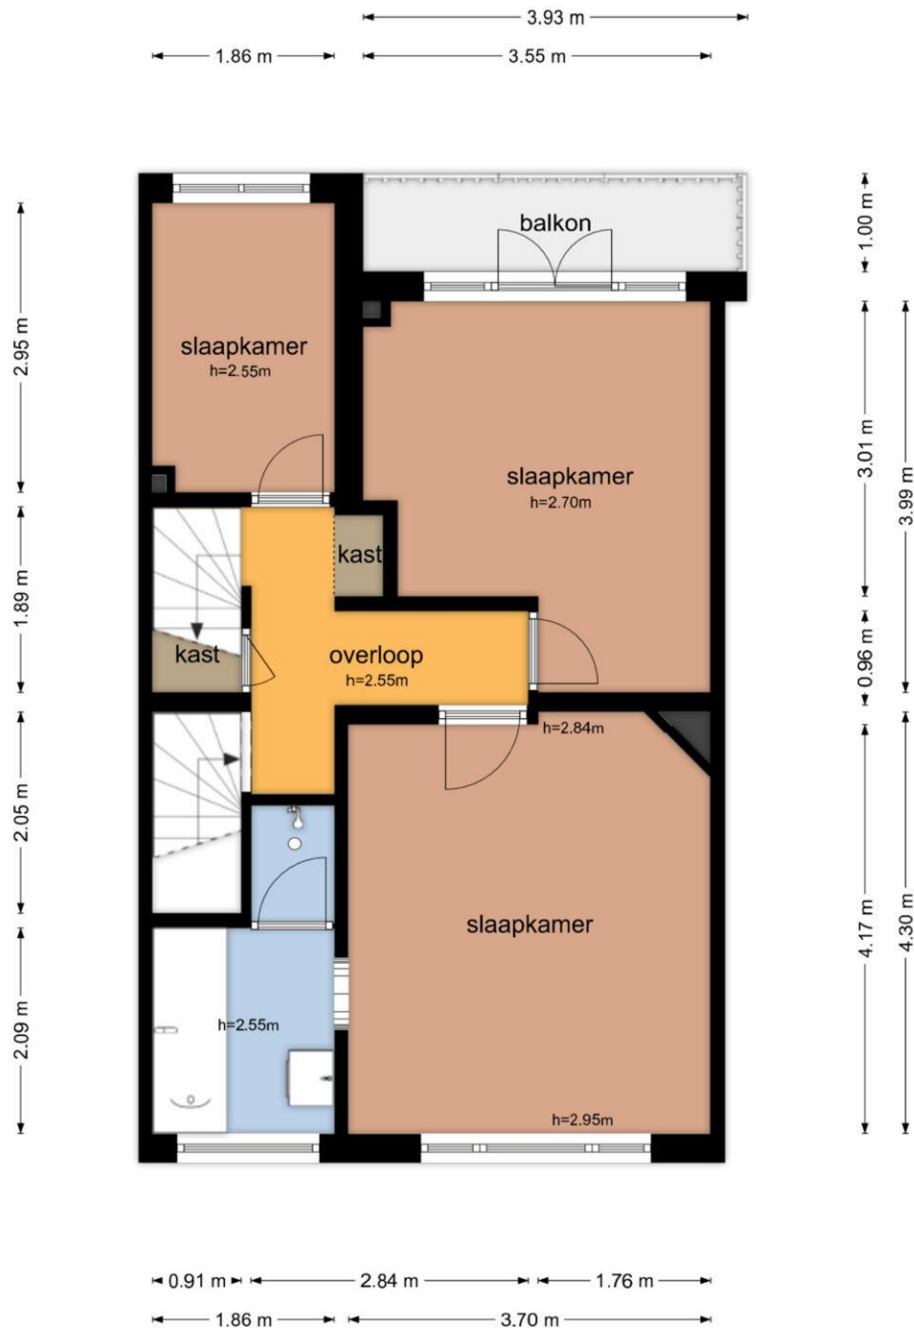 3.93 m
1.86 m
3.55 m
balkon
1.00 m
2.95 m
slaapkamer
h=2.55m
3.01 m
3.99 m
slaapkamer
h=2.70m
kast
1.89 m
kast
overloop
h=2.55m
0.96 m
h=2.84m
2.05 m
slaapkamer
4.17 m
4.30 m
2.09 m
h=2.55m
h=2.95m
0.91 m
2.84 m
1.76 m
1.86 m
3.70 m